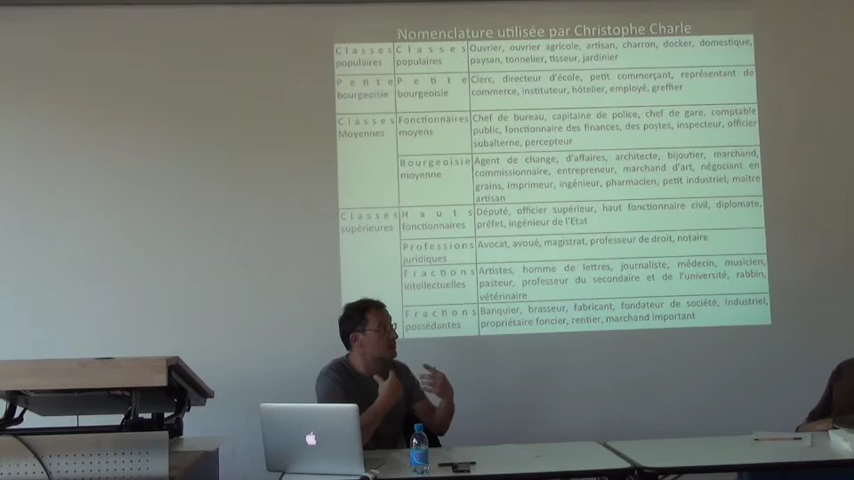 Nomenclature utilisée par Christophe Charle
Classes populaires
Classes populaires
Ouvrier, ouvrier agricole, artisan, charron, docker, domestique,
paysan, tonnelier, tisseur, jardinier
Petite bourgeoisie
Petite bourgeoisie
Clerc, directeur d'école, petit commerçant, représentant de
commerce, instituteur, hôtelier, employé, greffier
Classes Moyennes
Fonctionnaires moyens
Chef de bureau, capitaine de police, chef de gare, comptable
public, fonctionnaire des finances, des postes, inspecteur, officier
subalterne, percepteur
Bourgeoisie moyenne
Agent de change, d'affaires, architecte, bijoutier, marchand,
commissionnaire, entrepreneur, marchand d'art, négociant en
grains, imprimeur, ingénieur, pharmacien, petit industriel, maître
artisan
Classes supérieures
Hauts fonctionnaires
Député, officier supérieur, haut fonctionnaire civil, diplomate,
préfet, ingénieur de l'Etat
Professions juridiques
Avocat, avoué, magistrat, professeur de droit, notaire
Fractions intellectuelles
Artistes, homme de lettres, journaliste, médecin, musicien,
pasteur, professeur du secondaire et de l'université, rabbin,
vétérinaire
Fractions possédantes
Banquier, brasseur, fabricant, fondateur de société, industriel,
propriétaire foncier, rentier, marchand important